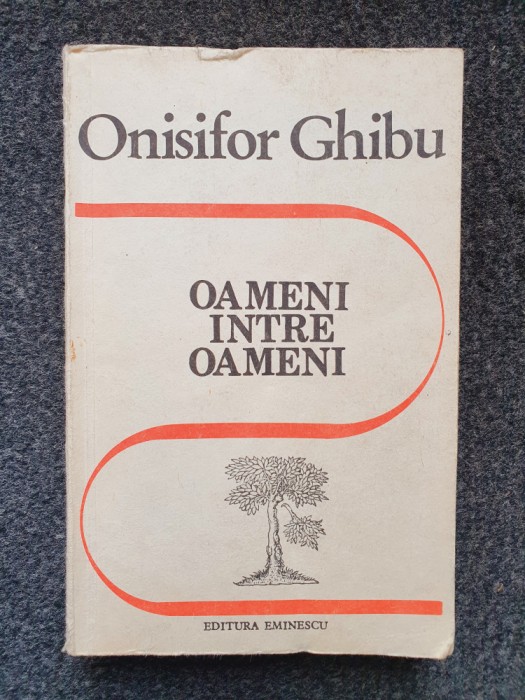 Onisifor Ghibu
OAMENI
INTRE
OAMENI
EDITURA EMINESCU